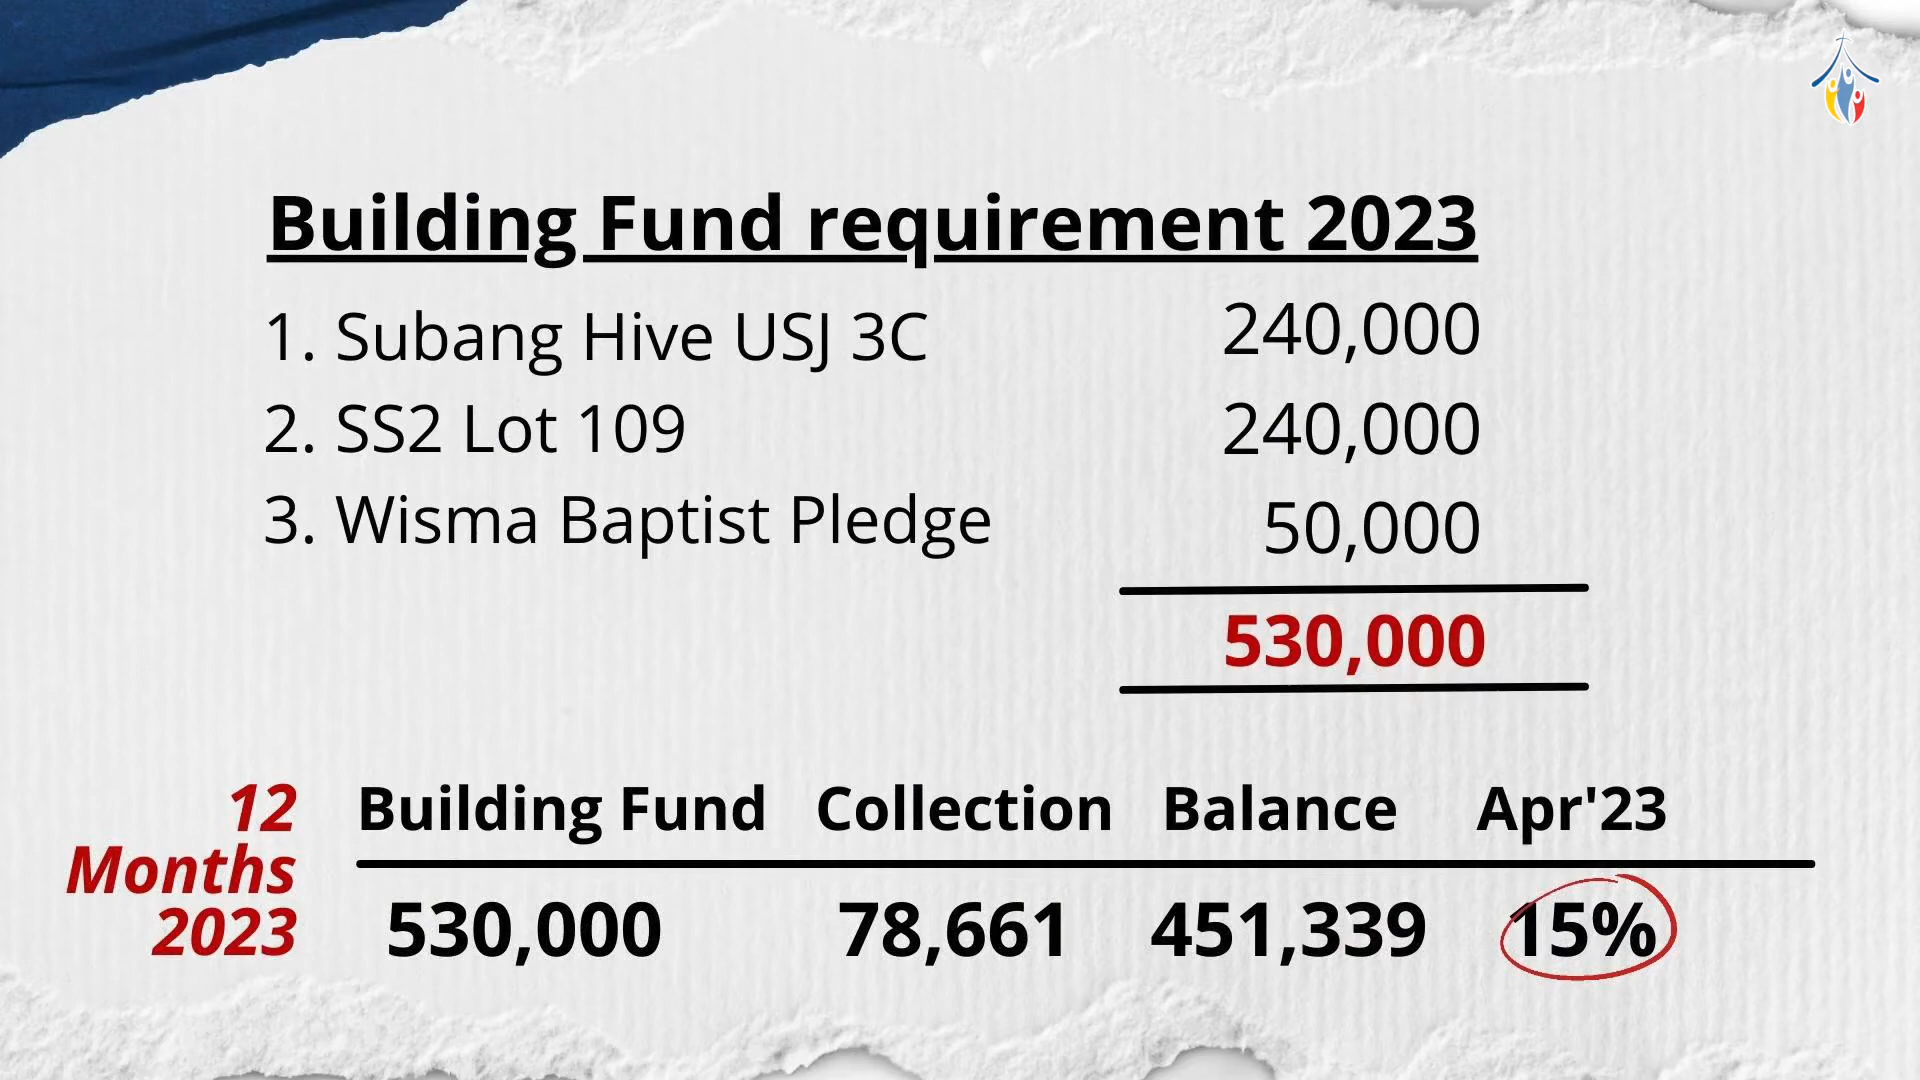 Building Fund requirement 2023
1. Subang Hive USJ 3C 240,000
2. SS2 Lot 109 240,000
3. Wisma Baptist Pledge 50,000
530,000
12 Months 2023
Building Fund Collection Balance Apr'23
530,000 78,661 451,339 15%